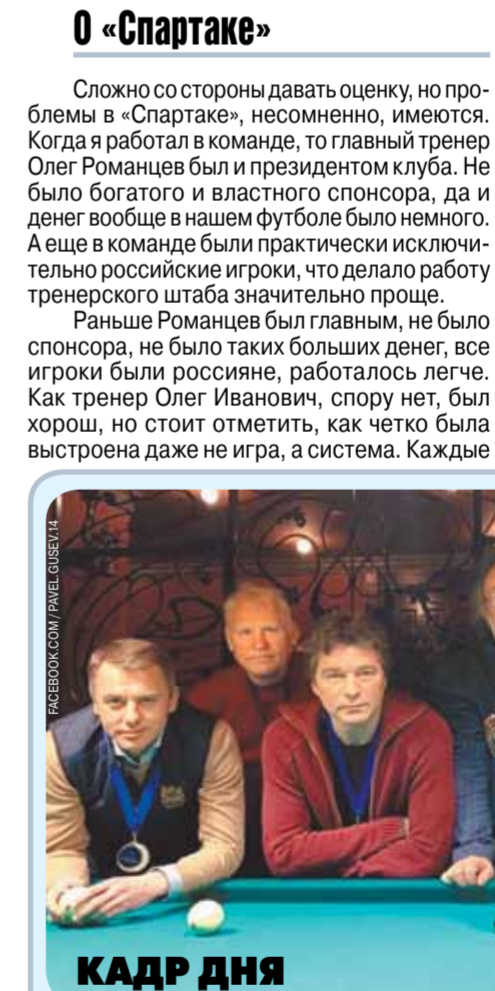 О «Спартаке»
Сложно со стороны давать оценку, но про-
блемы в «Спартаке», несомненно, имеются.
Когда я работал в команде, то главный тренер
Олег Романцев был и президентом клуба. Не
было богатого и властного спонсора, да и
денег вообще в нашем футболе было немного.
А еще в команде были практически исключи-
тельно российские игроки, что делало работу
тренерского штаба значительно проще.
Раньше Романцев был главным, не было
спонсора, не было таких больших денег, все
игроки были россияне, работалось легче.
Как тренер Олег Иванович, спору нет, был
хорош, но стоит отметить, как четко была
выстроена даже не игра, а система. Каждые
FACEBOOK.COM/PAVEL.GUSEV.14
КАДР ДНЯ